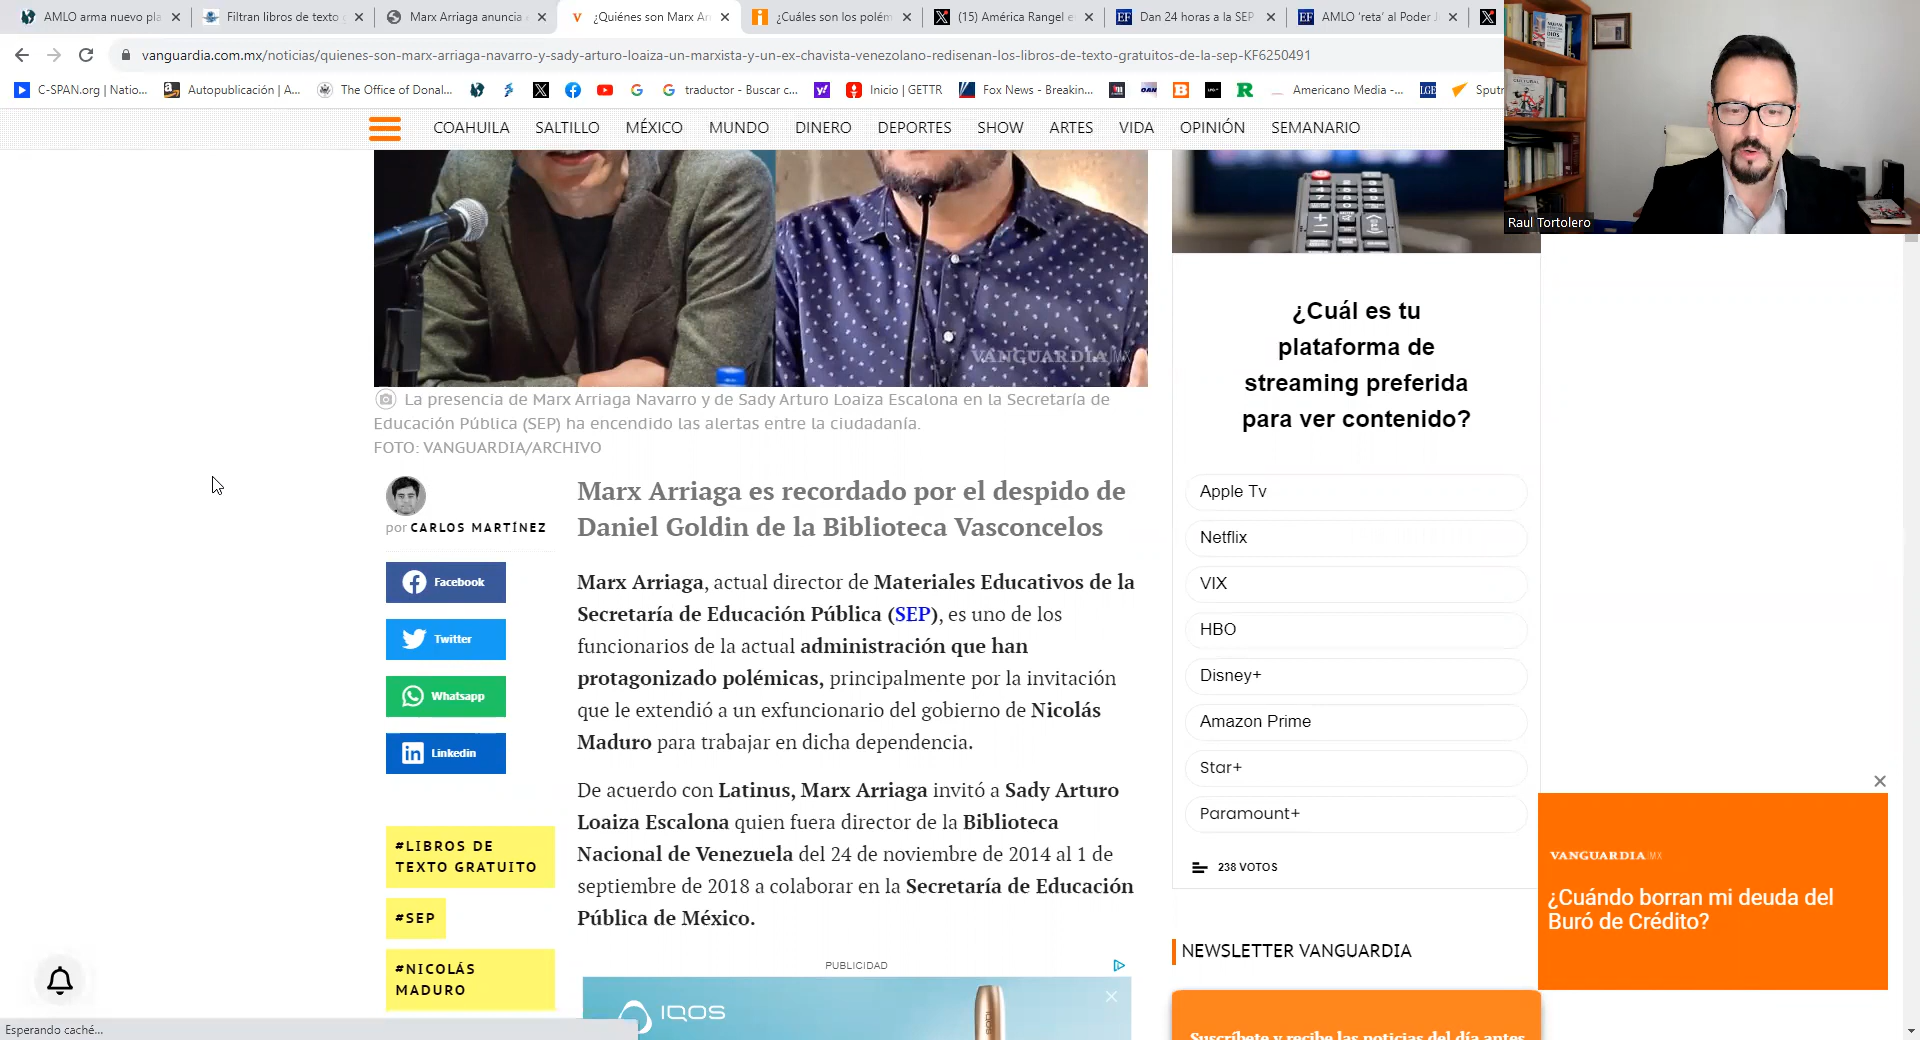 AMLO arma nuevo pla
Filtran libros de texto g
Marx Arriaga anuncia
¿Quiénes son Marx Ar
¿Cuáles son los polém
(15) América Rangel e
Dan 24 horas a la SEP
AMLO 'reta' al Poder J
vanguardia.com.mx/noticias/quienes-son-marx-arriaga-navarro-y-sady-arturo-loaiza-un-marxista-y-un-ex-chavista-venezolano-redisenan-los-libros-de-texto-gratuitos-de-la-sep-KF6250491
C-SPAN.org | Natio...
Autopublicación | A...
The Office of Donal...
traductor - Buscar c...
Inicio | GETTR
Fox News - Breakin...
Americano Media -...
Sputr
COAHUILA SALTILLO MÉXICO MUNDO DINERO DEPORTES SHOW ARTES VIDA OPINIÓN SEMANARIO
Raul Tortolero
VANGUARDIA|MX
La presencia de Marx Arriaga Navarro y de Sady Arturo Loaiza Escalona en la Secretaría de
Educación Pública (SEP) ha encendido las alertas entre la ciudadanía.
FOTO: VANGUARDIA/ARCHIVO
por CARLOS MARTÍNEZ
Facebook
Twitter
Whatsapp
Linkedin
#LIBROS DE
TEXTO GRATUITO
#SEP
#NICOLÁS
MADURO
Marx Arriaga es recordado por el despido de
Daniel Goldin de la Biblioteca Vasconcelos
Marx Arriaga, actual director de Materiales Educativos de la
Secretaría de Educación Pública (SEP), es uno de los
funcionarios de la actual administración que han
protagonizado polémicas, principalmente por la invitación
que le extendió a un exfuncionario del gobierno de Nicolás
Maduro para trabajar en dicha dependencia.
De acuerdo con Latinus, Marx Arriaga invitó a Sady Arturo
Loaiza Escalona quien fuera director de la Biblioteca
Nacional de Venezuela del 24 de noviembre de 2014 al 1 de
septiembre de 2018 a colaborar en la Secretaría de Educación
Pública de México.
PUBLICIDAD
IQOS
¿Cuál es tu
plataforma de
streaming preferida
para ver contenido?
Apple Tv
Netflix
VIX
HBO
Disney+
Amazon Prime
Star+
Paramount+
238 VOTOS
NEWSLETTER VANGUARDIA
Suscríbete y recibe las noticias del día antes
VANGUARDIA|MX
¿Cuándo borran mi deuda del
Buró de Crédito?
Esperando caché...